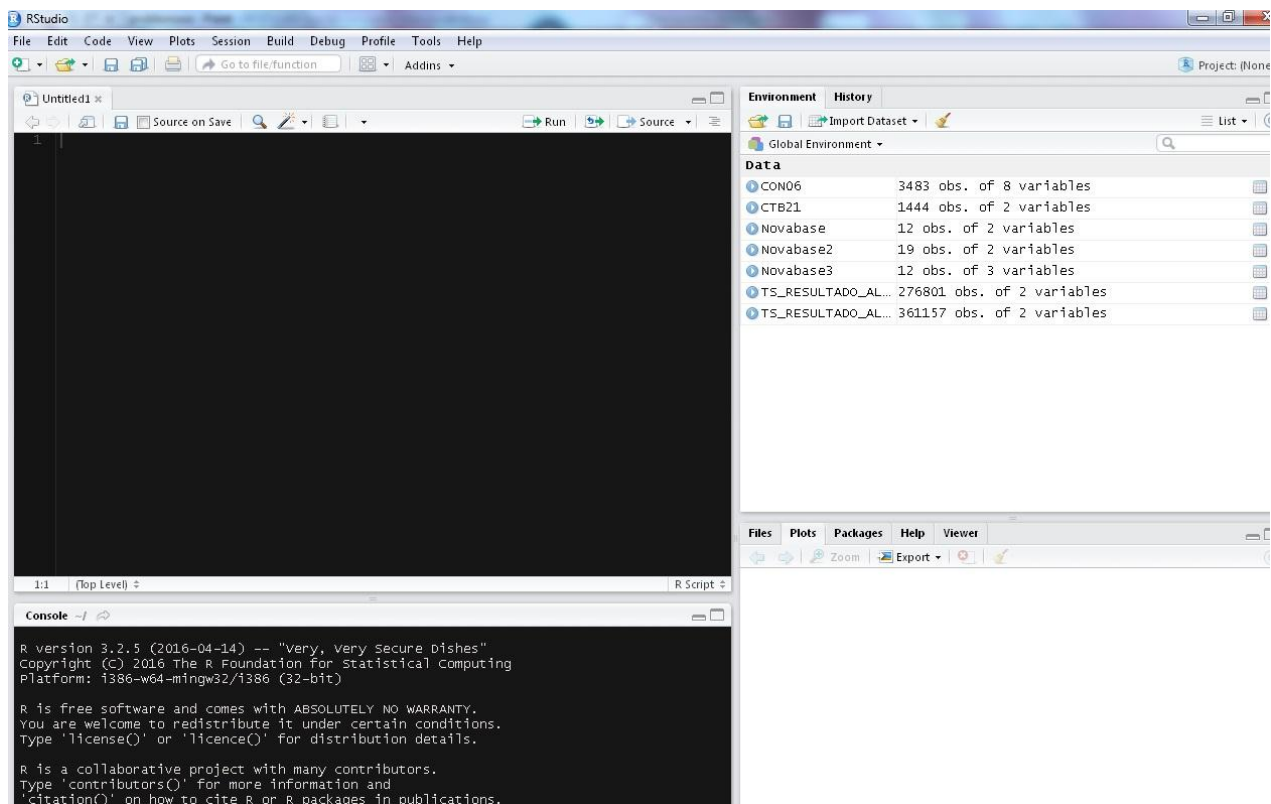 RStudio
File Edit Code View Plots Session Build Debug Profile Tools Help
Go to file/function Addins Project: (None
Untitled1
Source on Save Run Source
1
1:1 (Top Level) R Script
Console ~/
R version 3.2.5 (2016-04-14) -- "Very, Very Secure Dishes"
Copyright (C) 2016 The R Foundation for Statistical Computing
Platform: i386-w64-mingw32/i386 (32-bit)
R is free software and comes with ABSOLUTELY NO WARRANTY.
You are welcome to redistribute it under certain conditions.
Type 'license()' or 'licence()' for distribution details.
R is a collaborative project with many contributors.
Type 'contributors()' for more information and
'citation()' on how to cite R or R packages in publications.
Environment History
Import Dataset List
Global Environment
Data
CON06 3483 obs. of 8 variables
CTB21 1444 obs. of 2 variables
Novabase 12 obs. of 2 variables
Novabase2 19 obs. of 2 variables
Novabase3 12 obs. of 3 variables
TS_RESULTADO_AL... 276801 obs. of 2 variables
TS_RESULTADO_AL... 361157 obs. of 2 variables
Files Plots Packages Help Viewer
Zoom Export